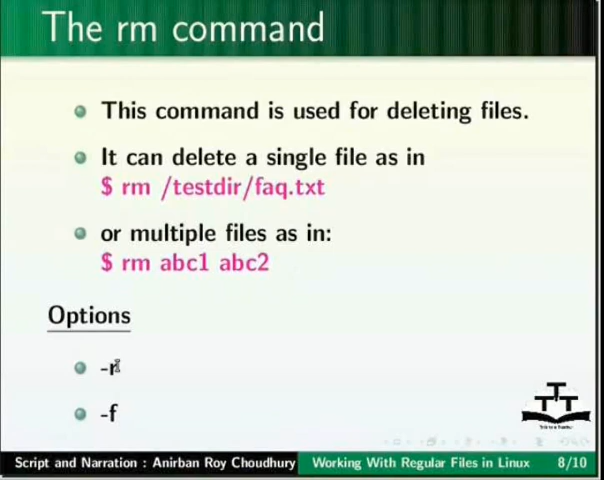 The rm command
This command is used for deleting files.
It can delete a single file as in
$ rm /testdir/faq.txt
or multiple files as in:
$ rm abc1 abc2
Options
-r
-f
TTT
Script and Narration : Anirban Roy Choudhury Working With Regular Files in Linux 8/10